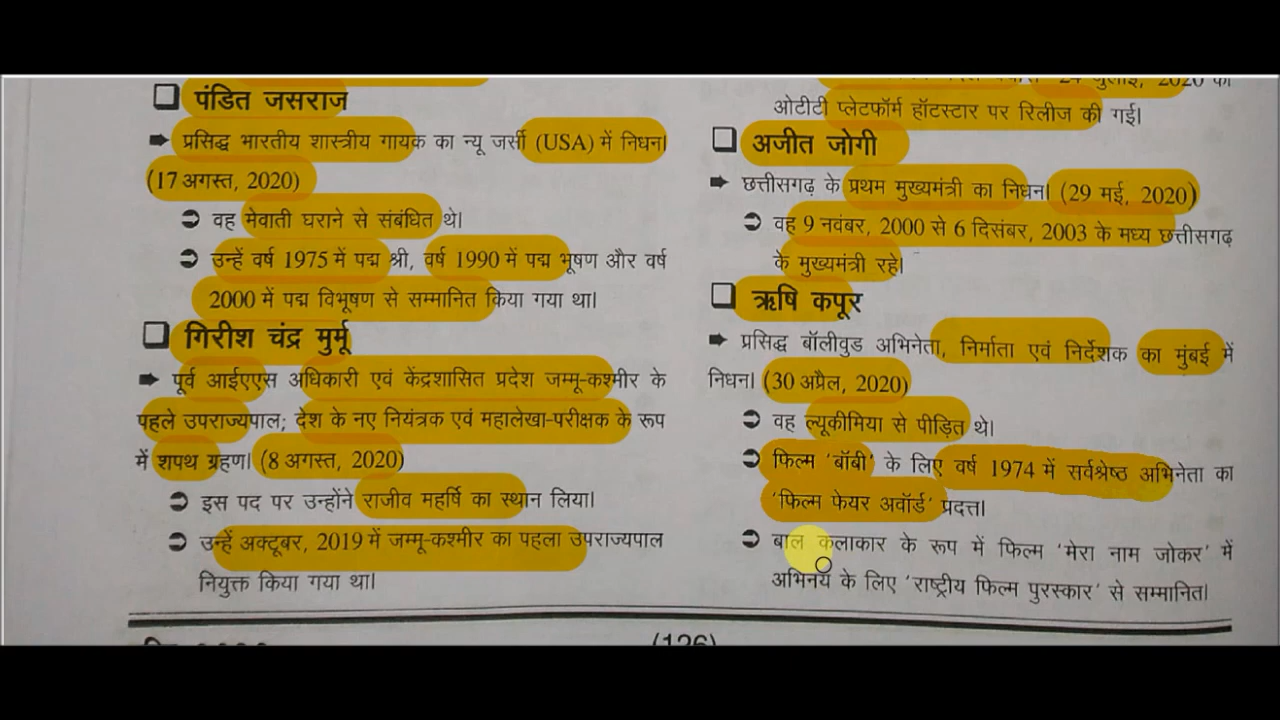 ❑ पंडित जसराज
➡ प्रसिद्ध भारतीय शास्त्रीय गायक का न्यू जर्सी (USA) में निधन।
(17 अगस्त, 2020)
➲ वह मेवाती घराने से संबंधित थे।
➲ उन्हें वर्ष 1975 में पद्म श्री, वर्ष 1990 में पद्म भूषण और वर्ष
2000 में पद्म विभूषण से सम्मानित किया गया था।
❑ गिरीश चंद्र मुर्मू
➡ पूर्व आईएएस अधिकारी एवं केंद्रशासित प्रदेश जम्मू-कश्मीर के
पहले उपराज्यपाल; देश के नए नियंत्रक एवं महालेखा-परीक्षक के रूप
में शपथ ग्रहण। (8 अगस्त, 2020)
➲ इस पद पर उन्होंने राजीव महर्षि का स्थान लिया।
➲ उन्हें अक्टूबर, 2019 में जम्मू-कश्मीर का पहला उपराज्यपाल
नियुक्त किया गया था।
24 जुलाई, 2020 को
ओटीटी प्लेटफॉर्म हॉटस्टार पर रिलीज की गई।
❑ अजीत जोगी
➡ छत्तीसगढ़ के प्रथम मुख्यमंत्री का निधन। (29 मई, 2020)
➲ वह 9 नवंबर, 2000 से 6 दिसंबर, 2003 के मध्य छत्तीसगढ़
के मुख्यमंत्री रहे।
❑ ऋषि कपूर
➡ प्रसिद्ध बॉलीवुड अभिनेता, निर्माता एवं निर्देशक का मुंबई में
निधन। (30 अप्रैल, 2020)
➲ वह ल्यूकीमिया से पीड़ित थे।
➲ फिल्म 'बॉबी' के लिए वर्ष 1974 में सर्वश्रेष्ठ अभिनेता का
'फिल्म फेयर अवॉर्ड' प्रदत्त।
➲ बाल कलाकार के रूप में फिल्म 'मेरा नाम जोकर' में
अभिनय के लिए 'राष्ट्रीय फिल्म पुरस्कार' से सम्मानित।
(126)